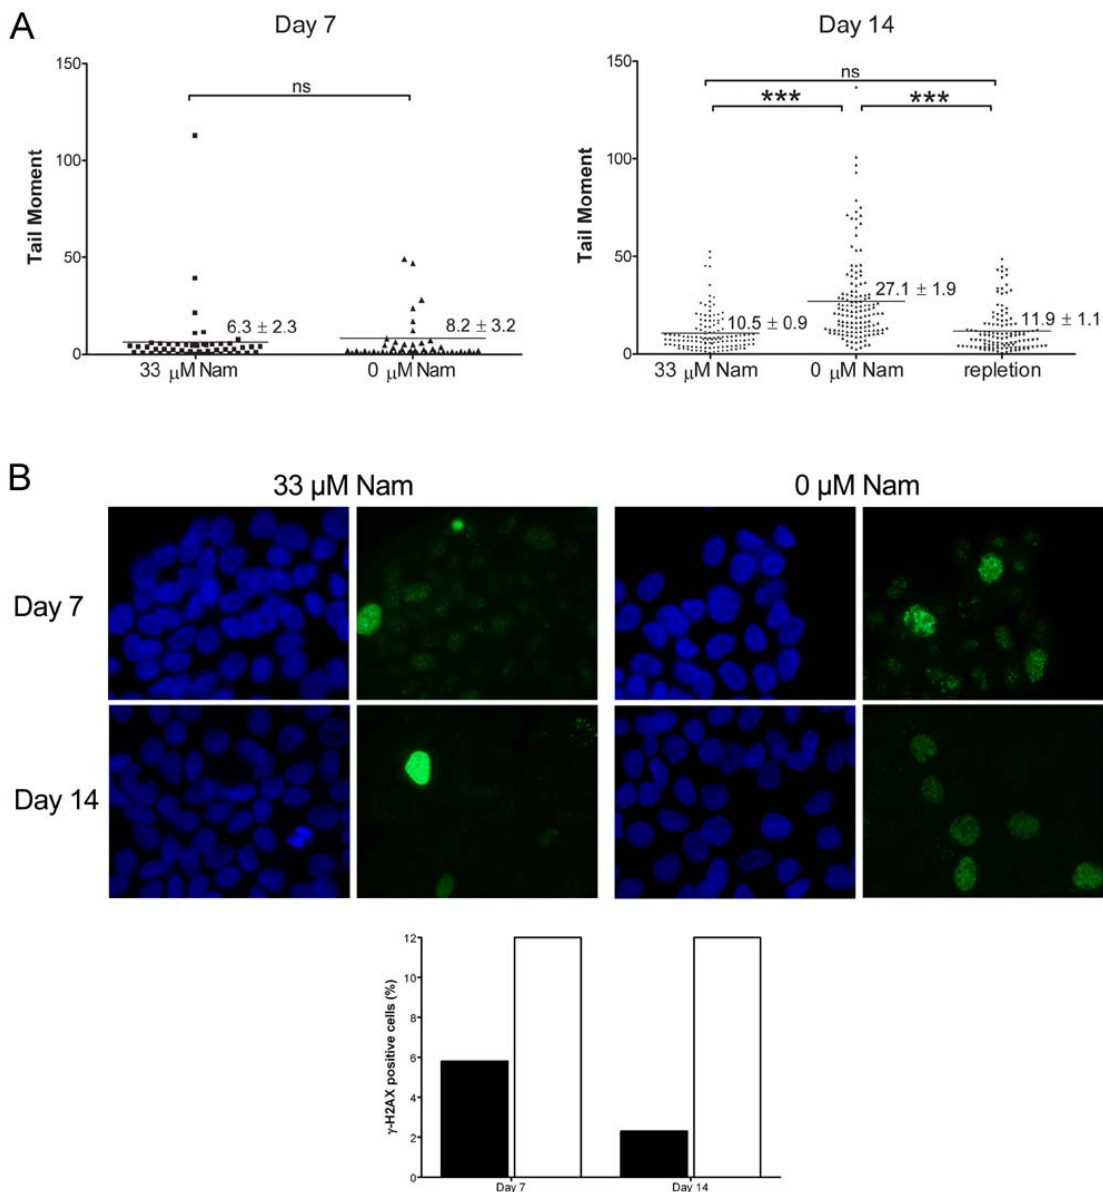 A
Day 7
Day 14
Tail Moment
150
100
50
0
ns
6.3 ± 2.3
8.2 ± 3.2
33 μM Nam
0 μM Nam
Tail Moment
150
100
50
0
ns
***
***
10.5 ± 0.9
27.1 ± 1.9
11.9 ± 1.1
33 μM Nam
0 μM Nam
repletion
B
33 μM Nam
0 μM Nam
Day 7
Day 14
γ-H2AX positive cells (%)
12
10
8
6
4
2
0
Day 7
Day 14